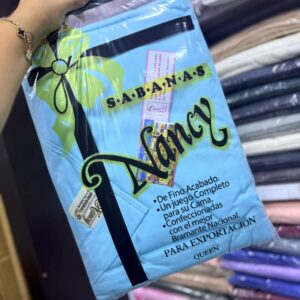 S·A·B·A·N·A·S
Nancy
• De Fino Acabado.
• Un juego Completo
para su Cama.
• Confeccionadas
con el mejor
Bramante Nacional.
PARA EXPORTACION
QUEEN